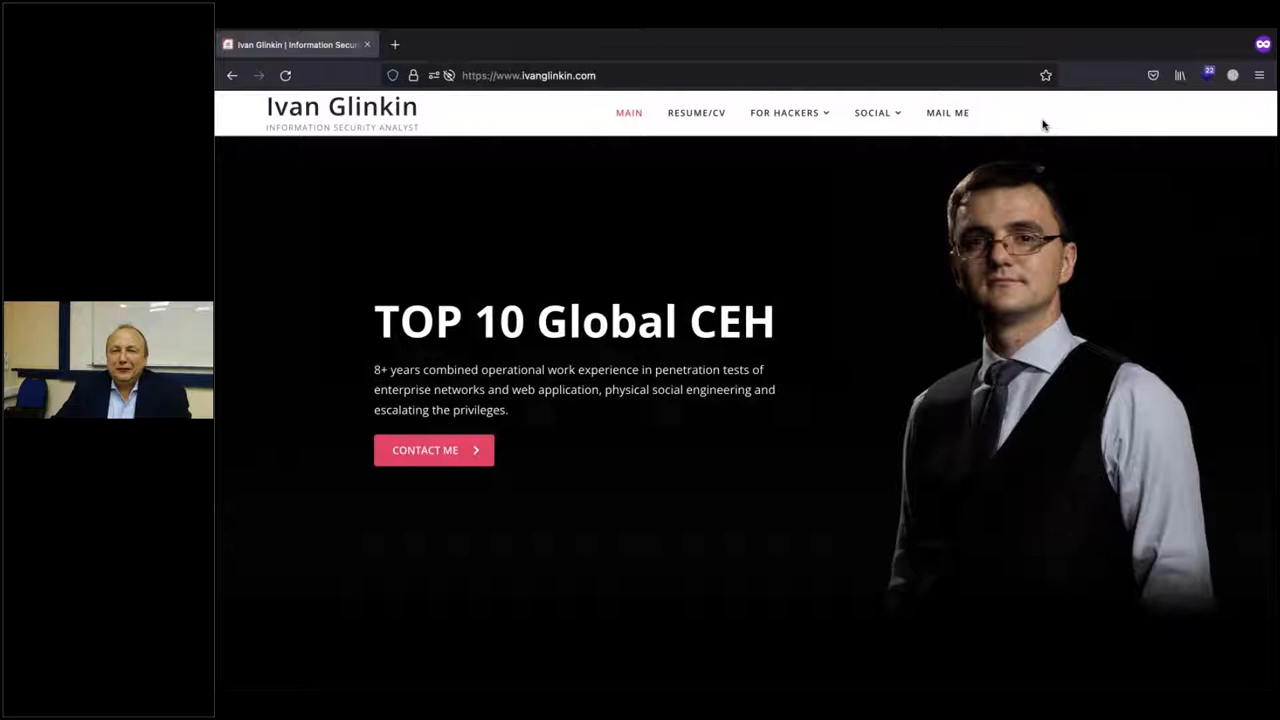 Ivan Glinkin | Information Secur
https://www.ivanglinkin.com
22
Ivan Glinkin
INFORMATION SECURITY ANALYST
MAIN
RESUME/CV
FOR HACKERS
SOCIAL
MAIL ME
TOP 10 Global CEH
8+ years combined operational work experience in penetration tests of
enterprise networks and web application, physical social engineering and
escalating the privileges.
CONTACT ME